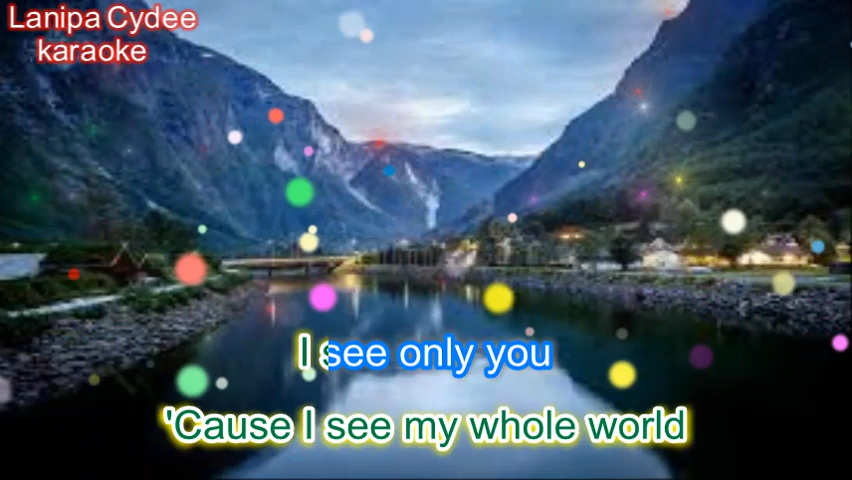 Lanipa Cydee
karaoke
I see only you
'Cause I see my whole world